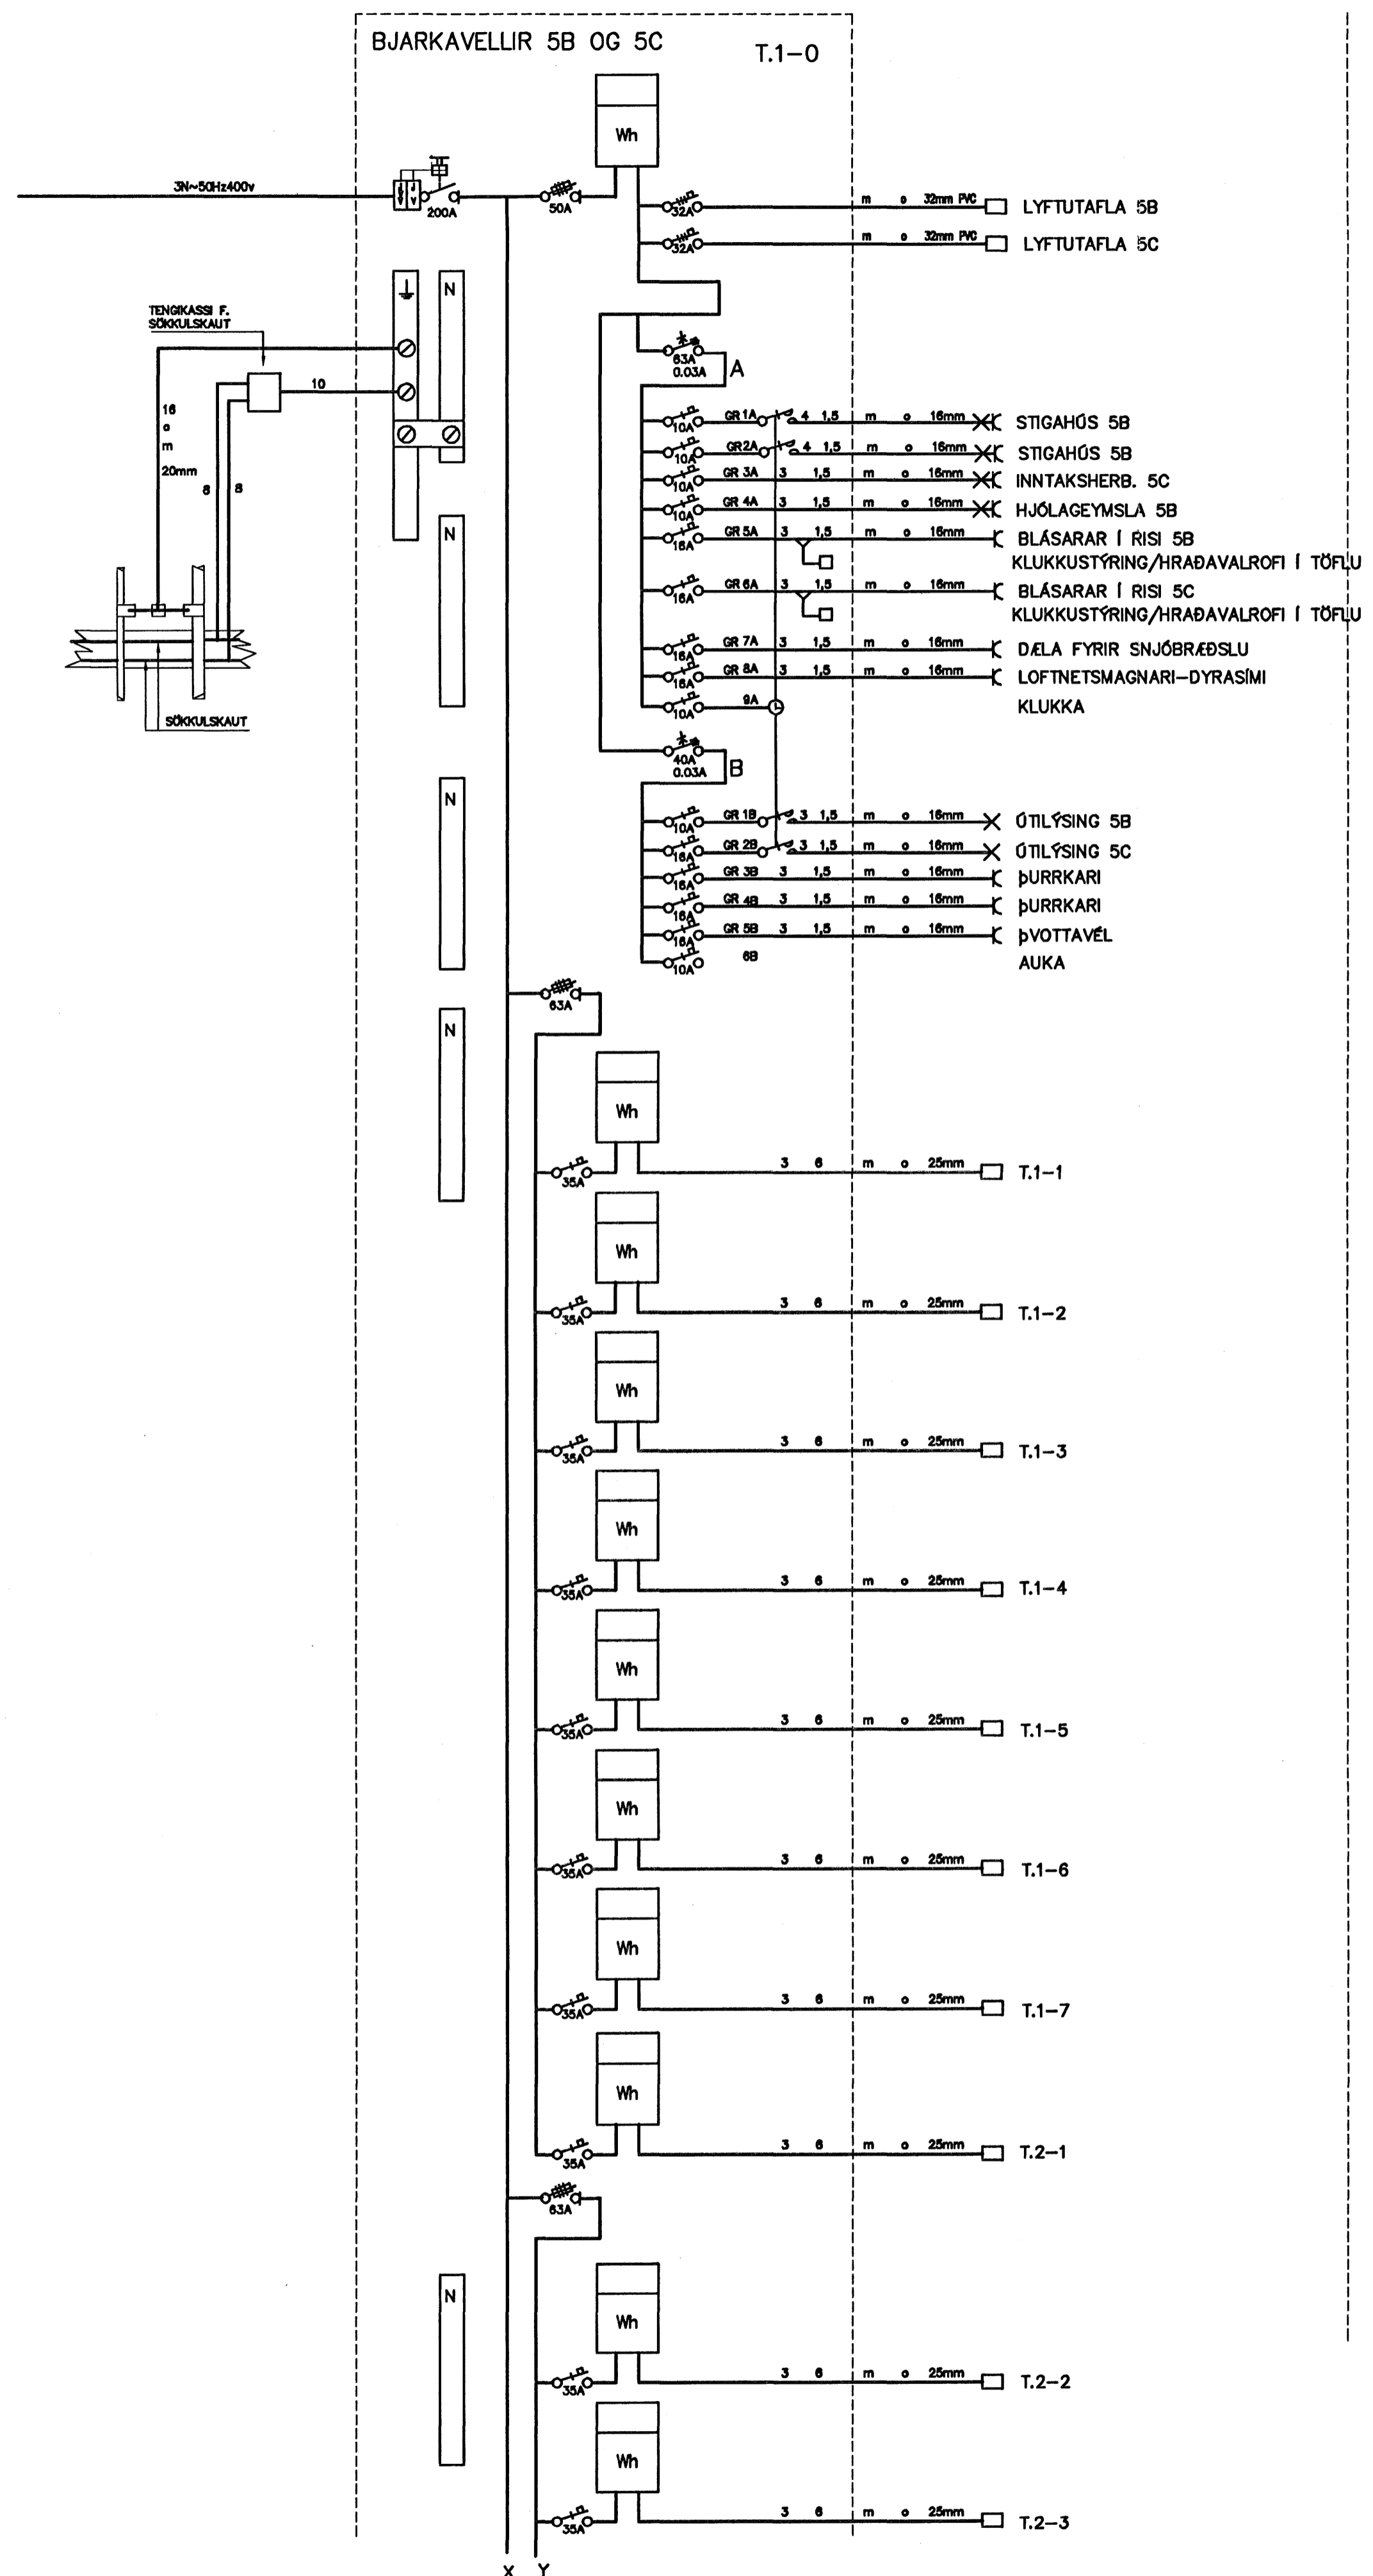 BJARKAVELLIR 5B OG 5C
T.1-0
Wh
3N~50Hz400v
200A
50A
32A m o 32mm PVC LYFTUTAFLA 5B
32A m o 32mm PVC LYFTUTAFLA 5C
N
TENGIKASSI F.
SÖKKULSKAUT
10
16
o
m
20mm
8 8
SÖKKULSKAUT
63A
0.03A
A
10A GR 1A 4 1,5 m o 16mm STIGAHÚS 5B
10A GR2A 4 1,5 m o 16mm STIGAHÚS 5B
10A GR 3A 3 1,5 m o 16mm INNTAKSHERB. 5C
10A GR 4A 3 1,5 m o 16mm HJÓLAGEYMSLA 5B
16A GR 5A 3 1,5 m o 16mm BLÁSARAR Í RISI 5B
KLUKKUSTÝRING/HRAÐAVALROFI Í TÖFLU
16A GR 6A 3 1,5 m o 16mm BLÁSARAR Í RISI 5C
KLUKKUSTÝRING/HRAÐAVALROFI Í TÖFLU
16A GR 7A 3 1,5 m o 16mm DÆLA FYRIR SNJÓBRÆÐSLU
16A GR 8A 3 1,5 m o 16mm LOFTNETSMAGNARI-DYRASÍMI
10A 9A KLUKKA
N
40A
0.03A
B
10A GR 1B 3 1,5 m o 16mm ÚTILÝSING 5B
16A GR 2B 3 1,5 m o 16mm ÚTILÝSING 5C
16A GR 3B 3 1,5 m o 16mm ÞURRKARI
16A GR 4B 3 1,5 m o 16mm ÞURRKARI
16A GR 5B 3 1,5 m o 16mm ÞVOTTAVÉL
10A 6B AUKA
N
63A
N
Wh
35A 3 6 m o 25mm T.1-1
Wh
35A 3 6 m o 25mm T.1-2
Wh
35A 3 6 m o 25mm T.1-3
Wh
35A 3 6 m o 25mm T.1-4
Wh
35A 3 6 m o 25mm T.1-5
Wh
35A 3 6 m o 25mm T.1-6
Wh
35A 3 6 m o 25mm T.1-7
Wh
35A 3 6 m o 25mm T.2-1
63A
N
Wh
35A 3 6 m o 25mm T.2-2
Wh
35A 3 6 m o 25mm T.2-3
X Y